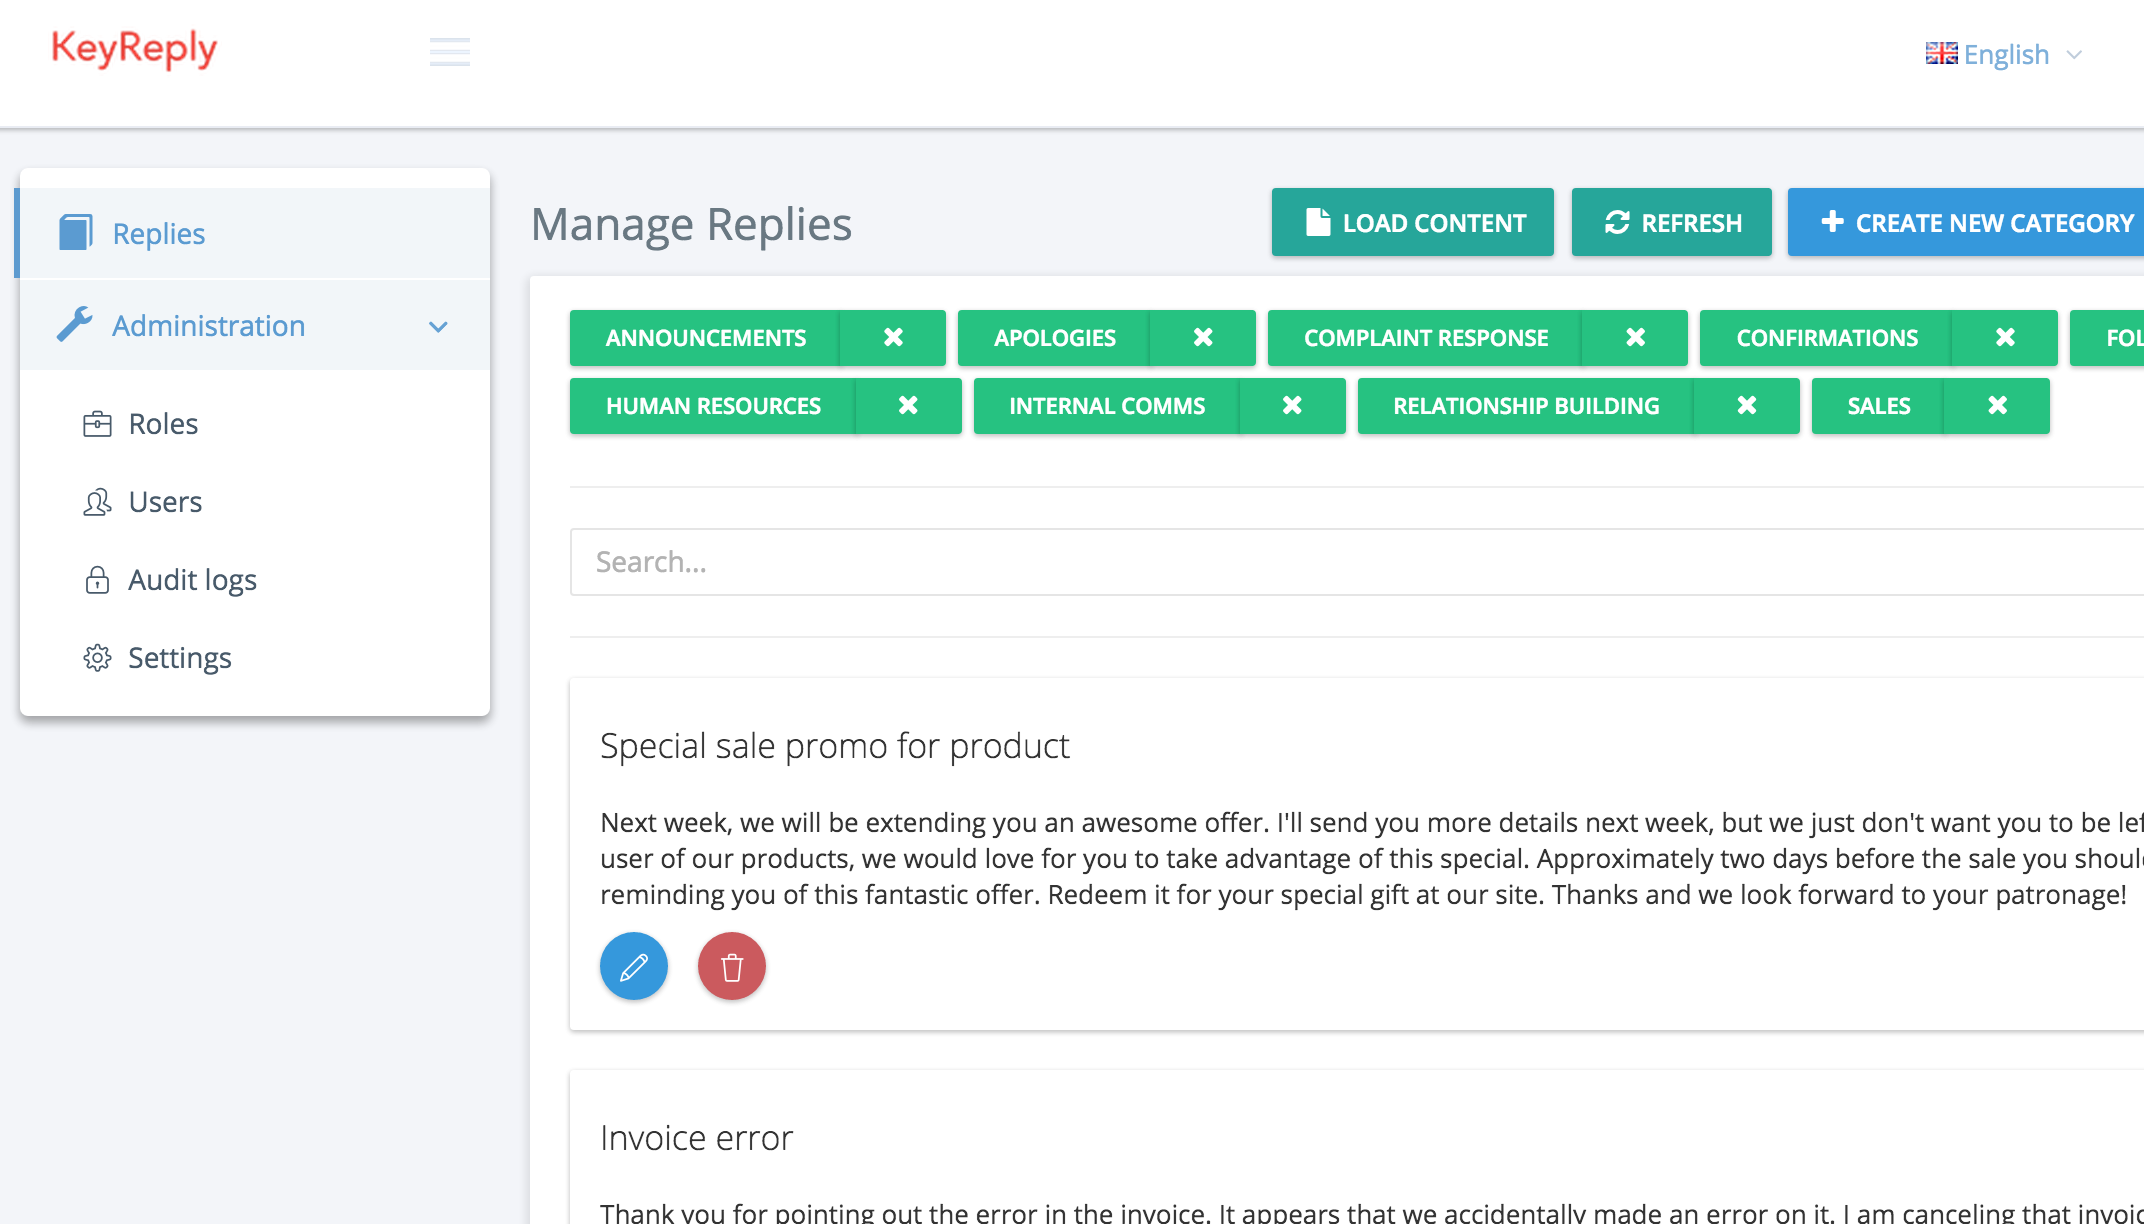 KeyReply
English
Replies
Administration
Roles
Users
Audit logs
Settings
Manage Replies
LOAD CONTENT
REFRESH
CREATE NEW CATEGORY
ANNOUNCEMENTS
APOLOGIES
COMPLAINT RESPONSE
CONFIRMATIONS
HUMAN RESOURCES
INTERNAL COMMS
RELATIONSHIP BUILDING
SALES
Search...
Special sale promo for product
Next week, we will be extending you an awesome offer. I'll send you more details next week, but we just don't want you to be
user of our products, we would love for you to take advantage of this special. Approximately two days before the sale you
reminding you of this fantastic offer. Redeem it for your special gift at our site. Thanks and we look forward to your patronage!
Invoice error
Thank you for pointing out the error in the invoice. It appears that we accidentally made an error on it. I am canceling that